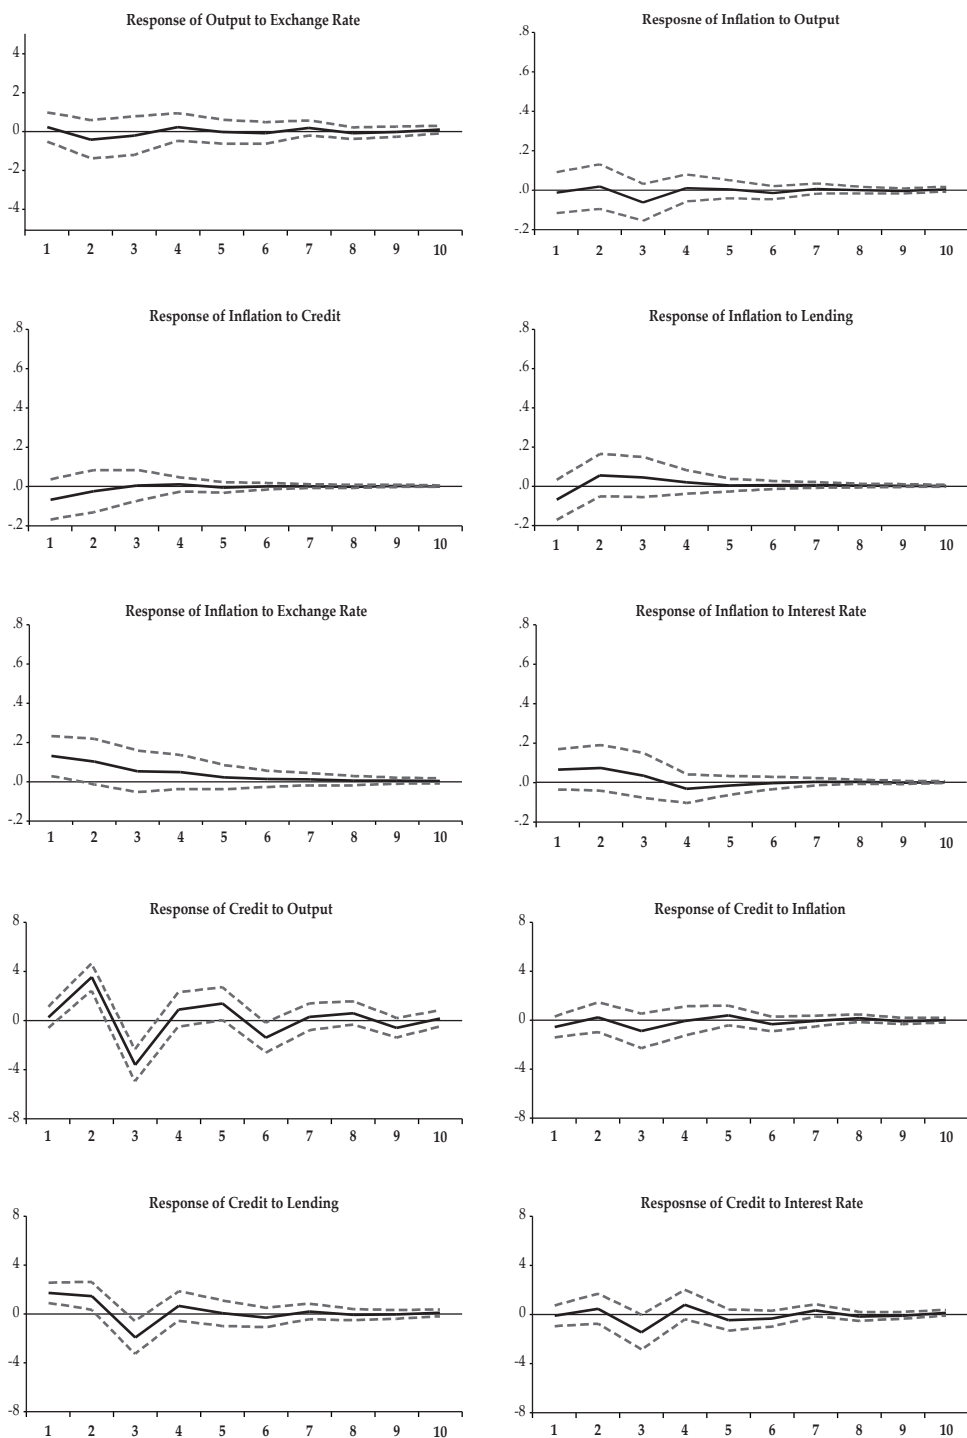 Response of Output to Exchange Rate
4
2
0
-2
-4
1 2 3 4 5 6 7 8 9 10
Resposne of Inflation to Output
.8
.6
.4
.2
.0
-.2
1 2 3 4 5 6 7 8 9 10
Response of Inflation to Credit
.8
.6
.4
.2
.0
-.2
1 2 3 4 5 6 7 8 9 10
Response of Inflation to Lending
.8
.6
.4
.2
.0
-.2
1 2 3 4 5 6 7 8 9 10
Response of Inflation to Exchange Rate
.8
.6
.4
.2
.0
-.2
1 2 3 4 5 6 7 8 9 10
Response of Inflation to Interest Rate
.8
.6
.4
.2
.0
-.2
1 2 3 4 5 6 7 8 9 10
Response of Credit to Output
8
4
0
-4
-8
1 2 3 4 5 6 7 8 9 10
Response of Credit to Inflation
8
4
0
-4
-8
1 2 3 4 5 6 7 8 9 10
Response of Credit to Lending
8
4
0
-4
-8
1 2 3 4 5 6 7 8 9 10
Resposnse of Credit to Interest Rate
8
4
0
-4
-8
1 2 3 4 5 6 7 8 9 10